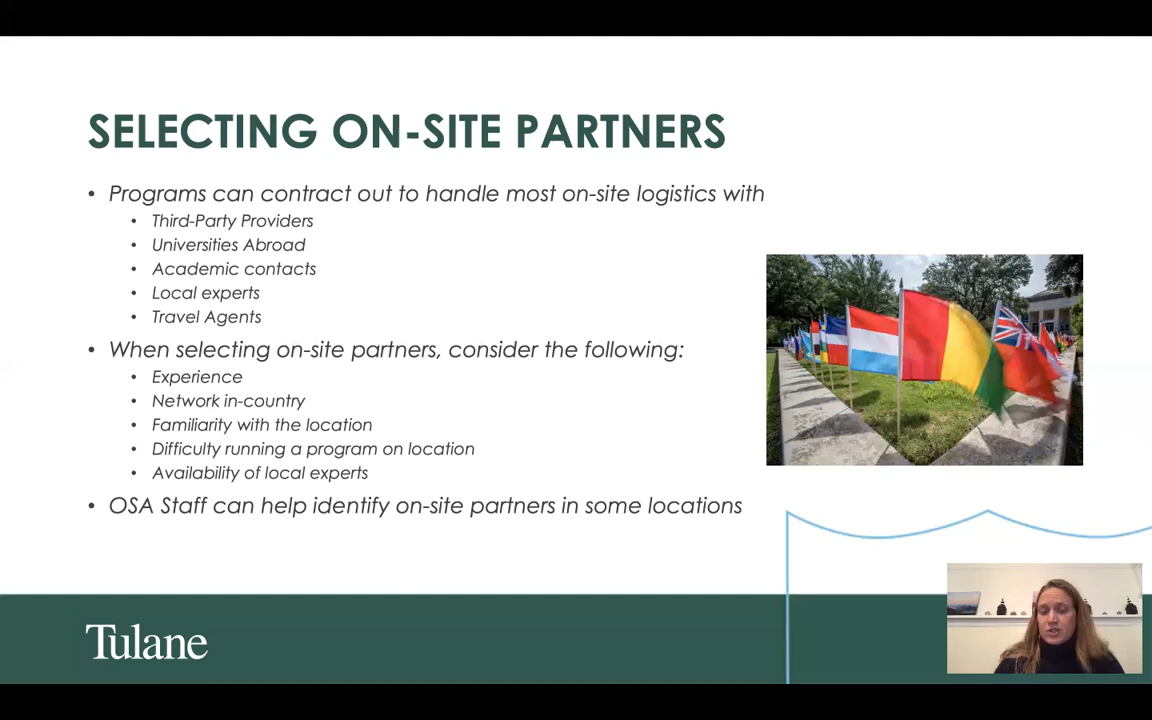 SELECTING ON-SITE PARTNERS
• Programs can contract out to handle most on-site logistics with
• Third-Party Providers
• Universities Abroad
• Academic contacts
• Local experts
• Travel Agents
• When selecting on-site partners, consider the following:
• Experience
• Network in-country
• Familiarity with the location
• Difficulty running a program on location
• Availability of local experts
• OSA Staff can help identify on-site partners in some locations
Tulane